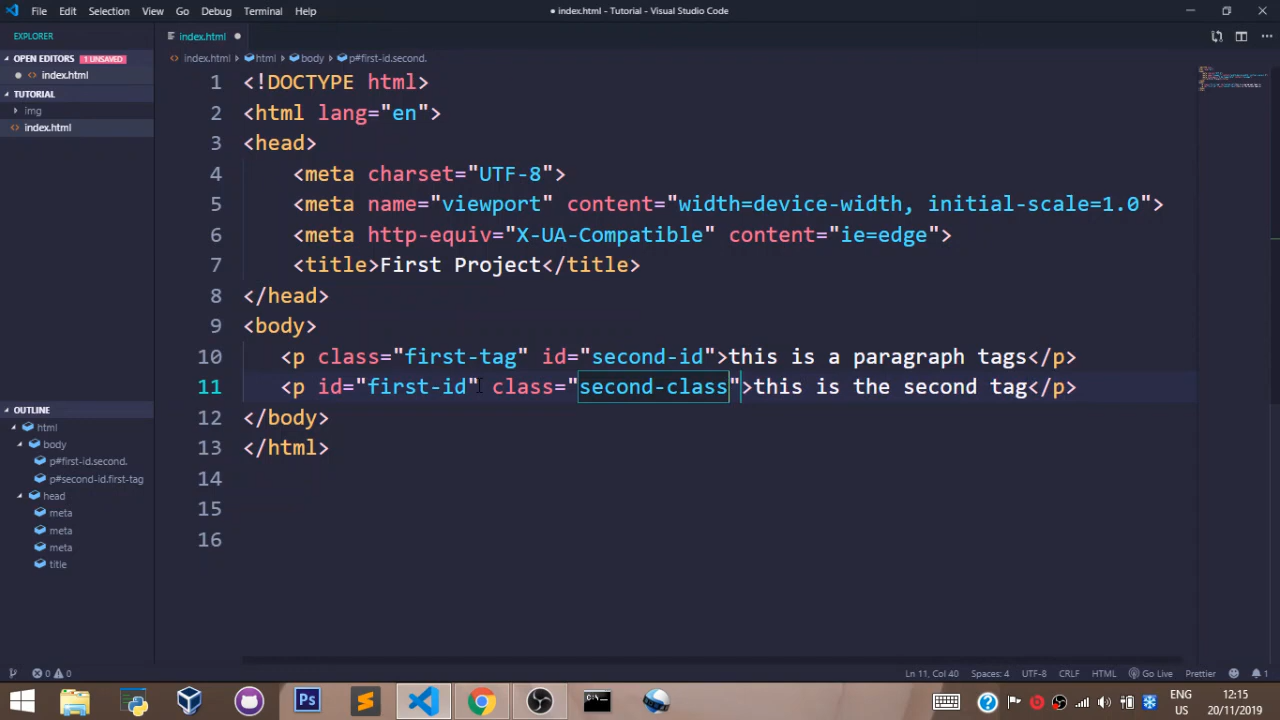 File Edit Selection View Go Debug Terminal Help
● index.html - Tutorial - Visual Studio Code
EXPLORER
OPEN EDITORS 1 UNSAVED
index.html
TUTORIAL
img
index.html
OUTLINE
html
body
p#first-id.second.
p#second-id.first-tag
head
meta
meta
meta
title
index.html
index.html html body p#first-id.second.
1 <!DOCTYPE html>
2 <html lang="en">
3 <head>
4 <meta charset="UTF-8">
5 <meta name="viewport" content="width=device-width, initial-scale=1.0">
6 <meta http-equiv="X-UA-Compatible" content="ie=edge">
7 <title>First Project</title>
8 </head>
9 <body>
10 <p class="first-tag" id="second-id">this is a paragraph tags</p>
11 <p id="first-id" class="second-class">this is the second tag</p>
12 </body>
13 </html>
14
15
16
0 0 Ln 11, Col 40 Spaces: 4 UTF-8 CRLF HTML Go Live Prettier 1
Ps
ENG
US
12:15
20/11/2019